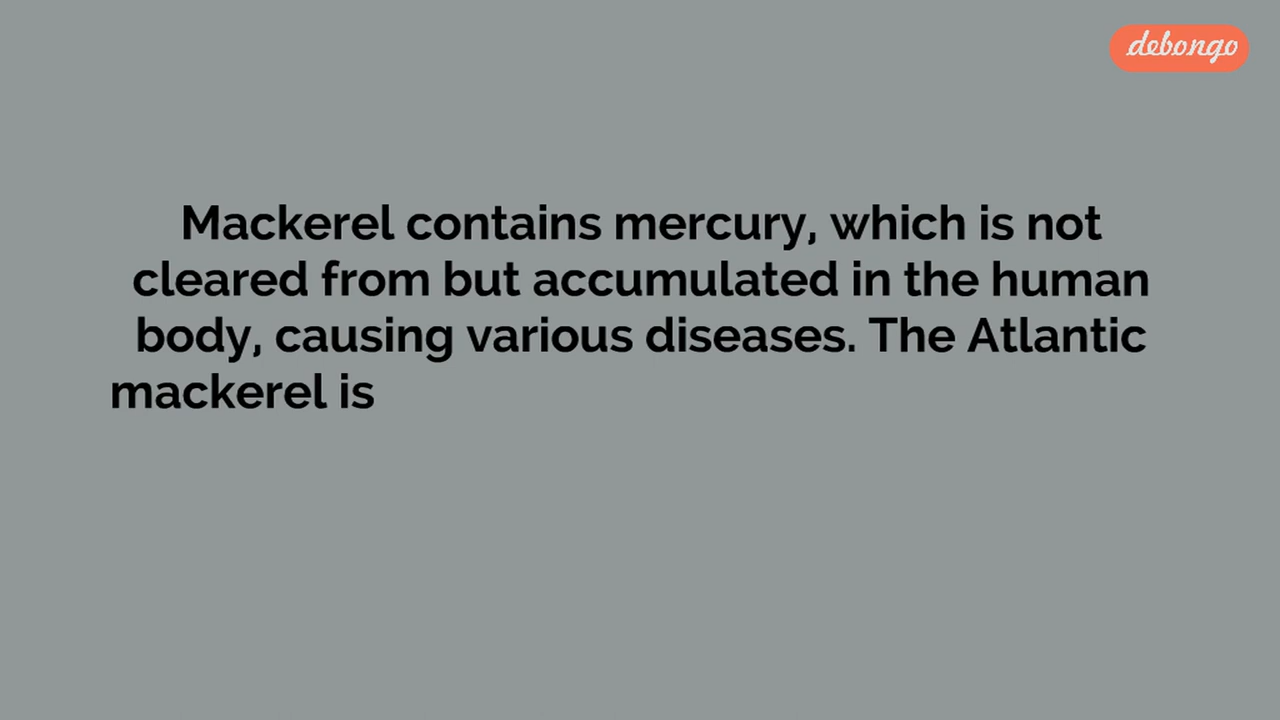 debongo
Mackerel contains mercury, which is not
cleared from but accumulated in the human
body, causing various diseases. The Atlantic
mackerel is